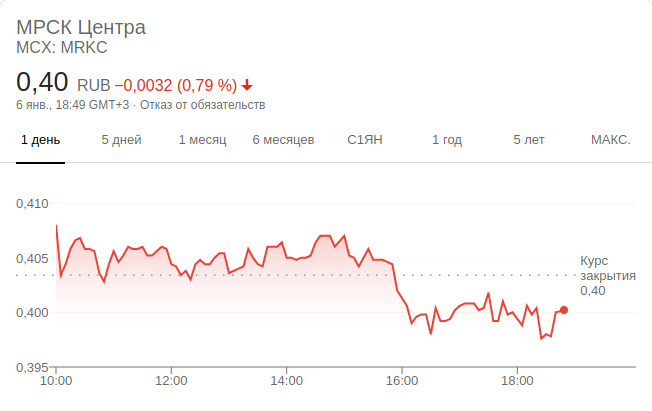 МРСК Центра
MCX: MRKC
0,40 RUB −0,0032 (0,79 %)
6 янв., 18:49 GMT+3 · Отказ от обязательств
1 день 5 дней 1 месяц 6 месяцев С1ЯН 1 год 5 лет МАКС.
0,410
0,405
Курс
закрытия
0,40
0,400
0,395
10:00 12:00 14:00 16:00 18:00